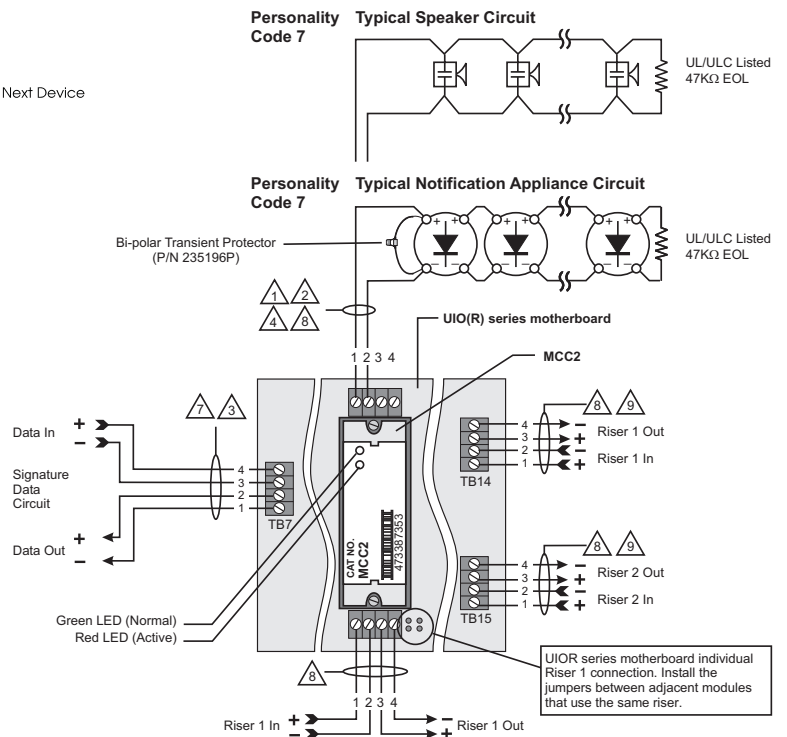 Personality Typical Speaker Circuit
Code 7
UL/ULC Listed
47KΩ EOL
Next Device
Personality Typical Notification Appliance Circuit
Code 7
+ + + +
− − − −
Bi-polar Transient Protector
(P/N 235196P)
UL/ULC Listed
47KΩ EOL
1 2
4 8
UIO(R) series motherboard
1 2 3 4
MCC2
7 3
8 9
Data In + −
Signature
Data
Circuit
Data Out + −
4
3
2
1
TB7
4 − Riser 1 Out
3 +
2 − Riser 1 In
1 +
TB14
CAT NO.
MCC2
473387353
8 9
4 − Riser 2 Out
3 +
2 − Riser 2 In
1 +
TB15
Green LED (Normal)
Red LED (Active)
8
UIOR series motherboard individual
Riser 1 connection. Install the
jumpers between adjacent modules
that use the same riser.
1 2 3 4
Riser 1 In + −
− + Riser 1 Out